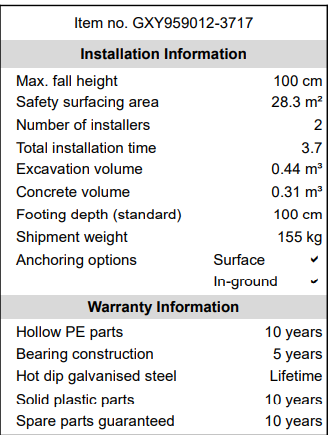 Item no. GXY959012-3717
Installation Information
Max. fall height 100 cm
Safety surfacing area 28.3 m²
Number of installers 2
Total installation time 3.7
Excavation volume 0.44 m³
Concrete volume 0.31 m³
Footing depth (standard) 100 cm
Shipment weight 155 kg
Anchoring options Surface ✓
In-ground ✓
Warranty Information
Hollow PE parts 10 years
Bearing construction 5 years
Hot dip galvanised steel Lifetime
Solid plastic parts 10 years
Spare parts guaranteed 10 years